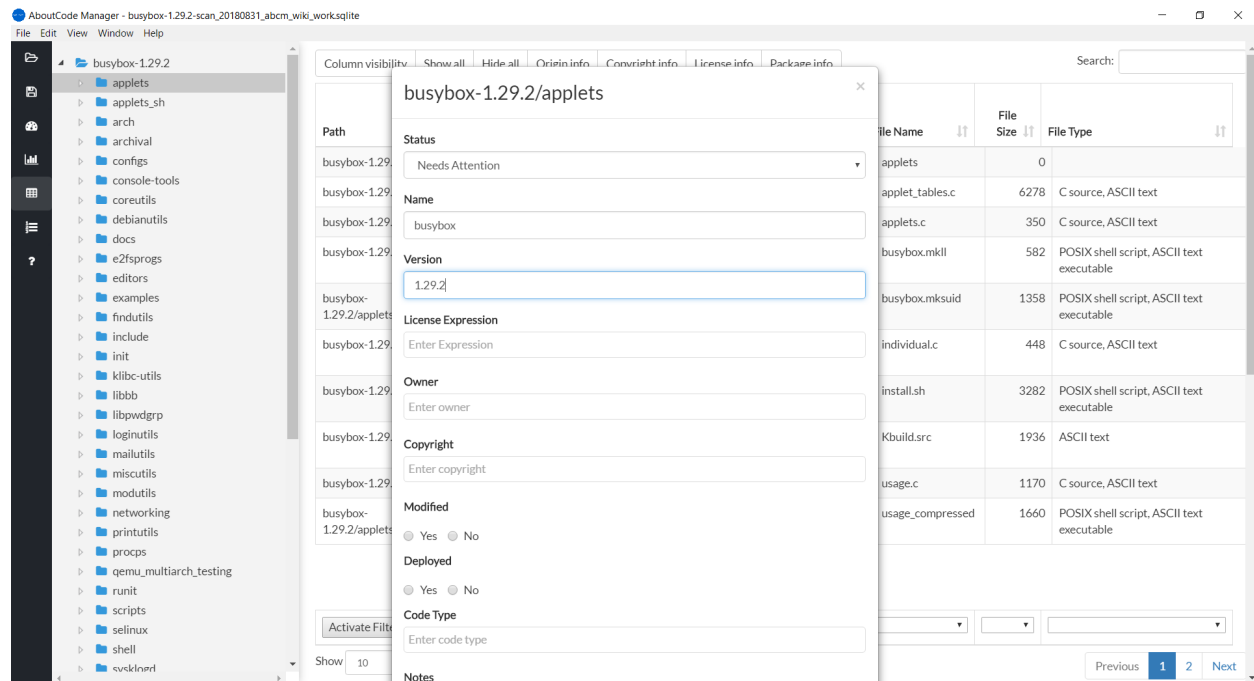 AboutCode Manager - busybox-1.29.2-scan_20180831_abcm_wiki_work.sqlite
File Edit View Window Help
busybox-1.29.2
applets
applets_sh
arch
archival
configs
console-tools
coreutils
debianutils
docs
e2fsprogs
editors
examples
findutils
include
init
klibc-utils
libbb
libpwdgrp
loginutils
mailutils
miscutils
modutils
networking
printutils
procps
qemu_multiarch_testing
runit
scripts
selinux
shell
sysklogd
Column visibility Show all Hide all Origin info Copyright info License info Package info
Search:
Path
busybox-1.29.
busybox-1.29.
busybox-1.29.
busybox-1.29.
busybox-
1.29.2/applets
busybox-1.29.
busybox-1.29.
busybox-1.29.
busybox-1.29.
busybox-
1.29.2/applets
Activate Filte
Show 10
busybox-1.29.2/applets ×
Status
Needs Attention
Name
busybox
Version
1.29.2
License Expression
Enter Expression
Owner
Enter owner
Copyright
Enter copyright
Modified
Yes No
Deployed
Yes No
Code Type
Enter code type
Notes
File
ile Name Size File Type
applets 0
applet_tables.c 6278 C source, ASCII text
applets.c 350 C source, ASCII text
busybox.mkll 582 POSIX shell script, ASCII text
executable
busybox.mksuid 1358 POSIX shell script, ASCII text
executable
individual.c 448 C source, ASCII text
install.sh 3282 POSIX shell script, ASCII text
executable
Kbuild.src 1936 ASCII text
usage.c 1170 C source, ASCII text
usage_compressed 1660 POSIX shell script, ASCII text
executable
Previous 1 2 Next